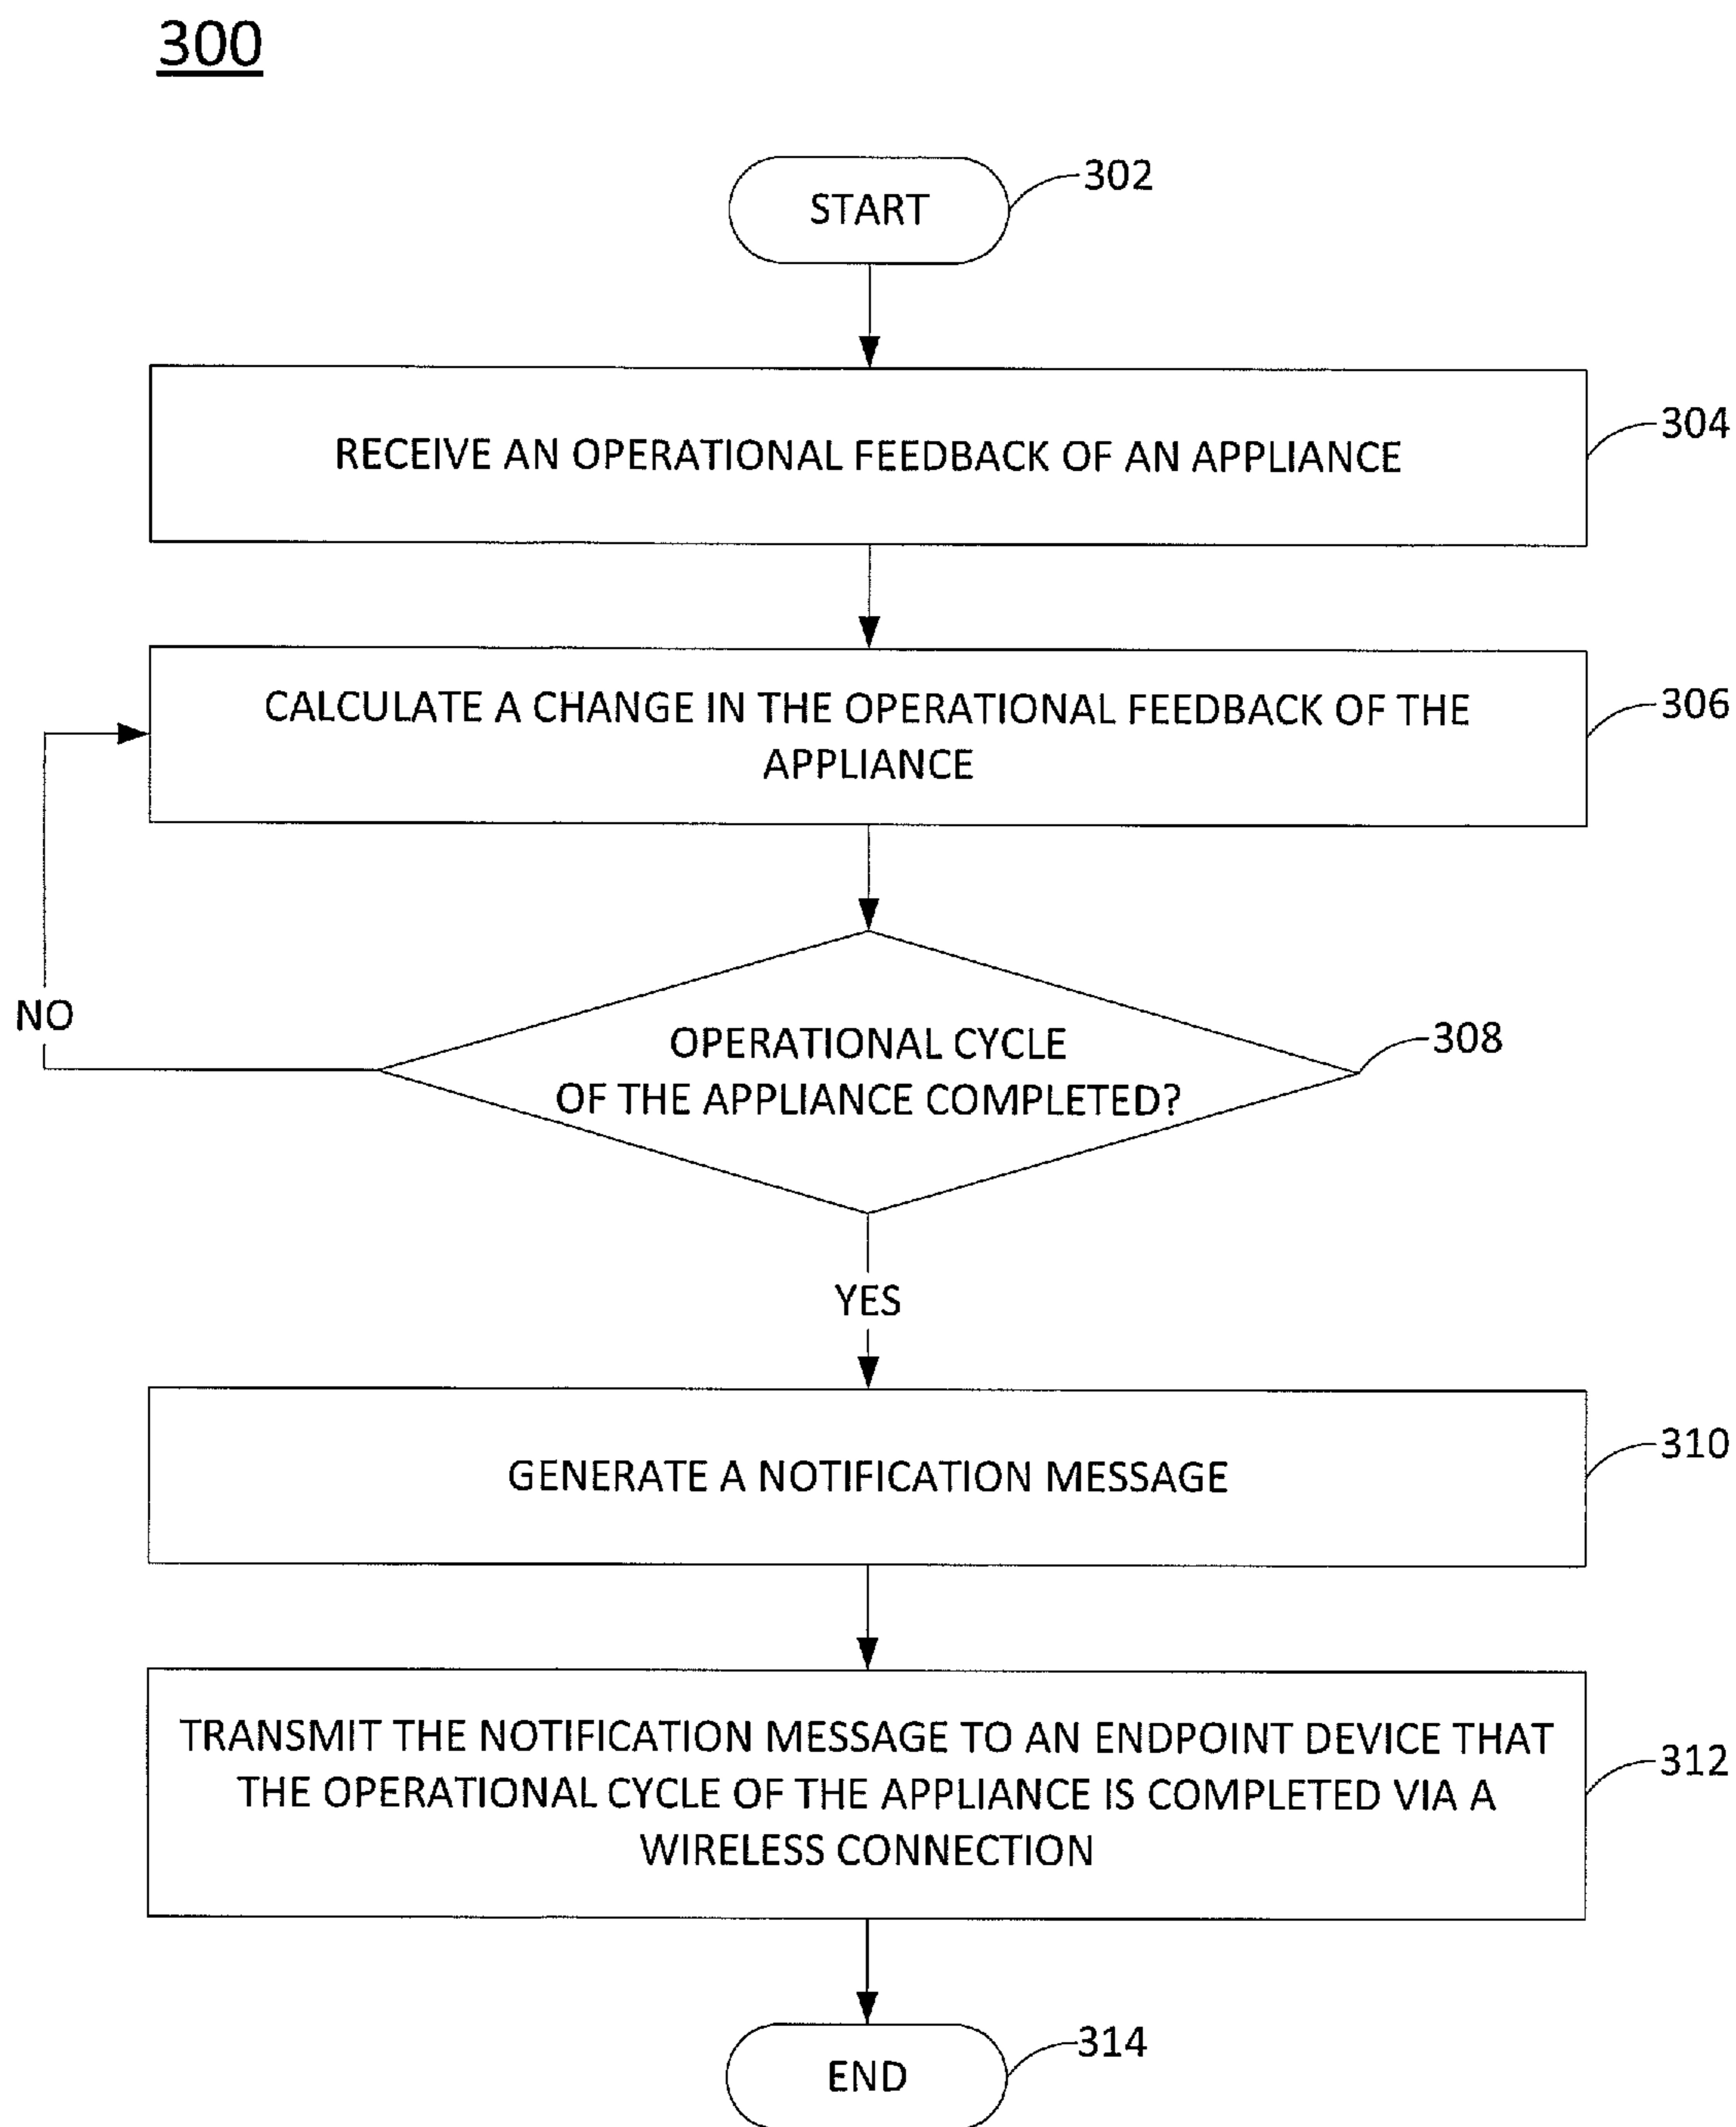 300
START
302
RECEIVE AN OPERATIONAL FEEDBACK OF AN APPLIANCE
304
CALCULATE A CHANGE IN THE OPERATIONAL FEEDBACK OF THE
APPLIANCE
306
NO
OPERATIONAL CYCLE
OF THE APPLIANCE COMPLETED?
308
YES
GENERATE A NOTIFICATION MESSAGE
310
TRANSMIT THE NOTIFICATION MESSAGE TO AN ENDPOINT DEVICE THAT
THE OPERATIONAL CYCLE OF THE APPLIANCE IS COMPLETED VIA A
WIRELESS CONNECTION
312
END
314